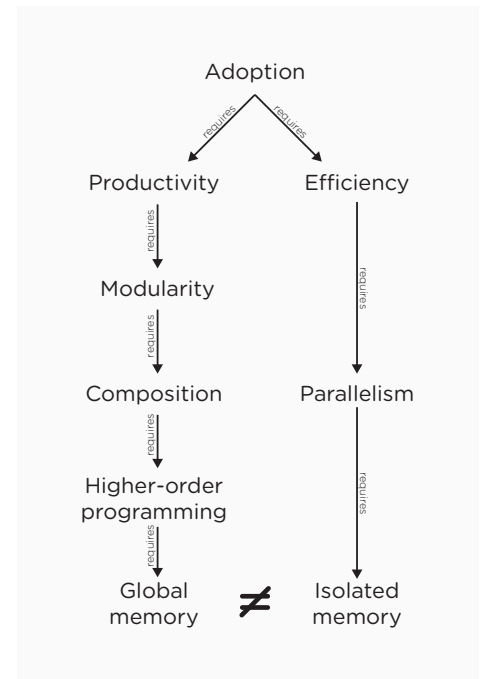 Adoption
requires
requires
Productivity
Efficiency
requires
requires
Modularity
requires
Composition
Parallelism
requires
requires
Higher-order
programming
requires
Global
memory
≠
Isolated
memory